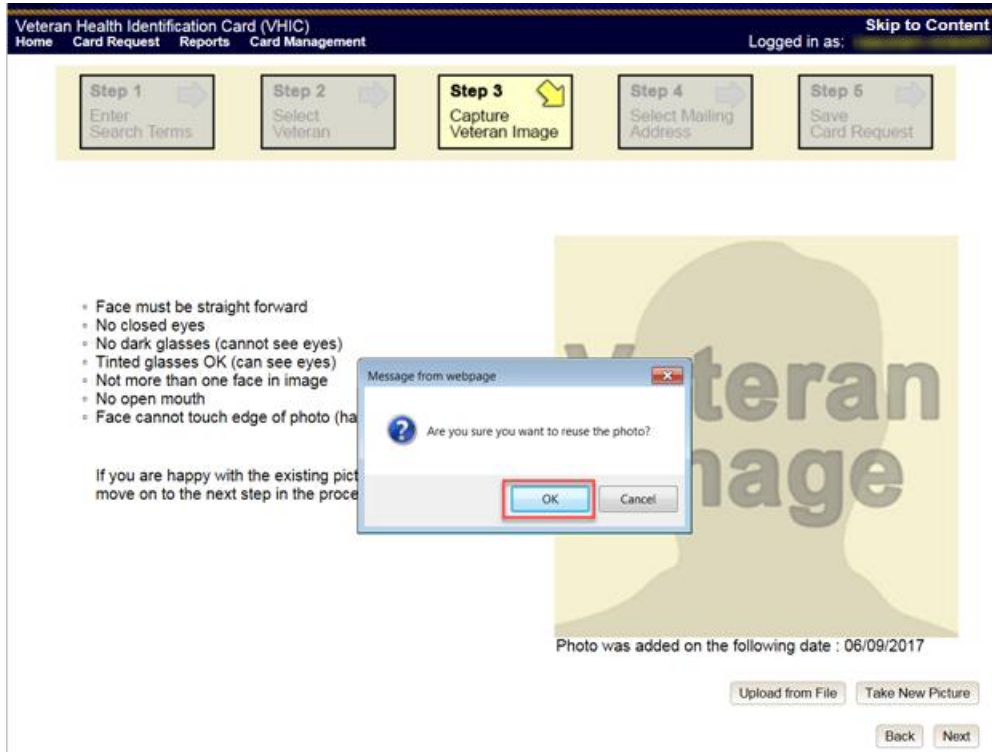 Veteran Health Identification Card (VHIC)
Skip to Content
Home Card Request Reports Card Management
Logged in as:
Step 1
Enter
Search Terms
Step 2
Select
Veteran
Step 3
Capture
Veteran Image
Step 4
Select Mailing
Address
Step 5
Save
Card Request
Face must be straight forward
No closed eyes
No dark glasses (cannot see eyes)
Tinted glasses OK (can see eyes)
Not more than one face in image
No open mouth
Face cannot touch edge of photo (ha
If you are happy with the existing pict
move on to the next step in the proce
Message from webpage
Are you sure you want to reuse the photo?
OK Cancel
V teran
mage
Photo was added on the following date : 06/09/2017
Upload from File Take New Picture
Back Next